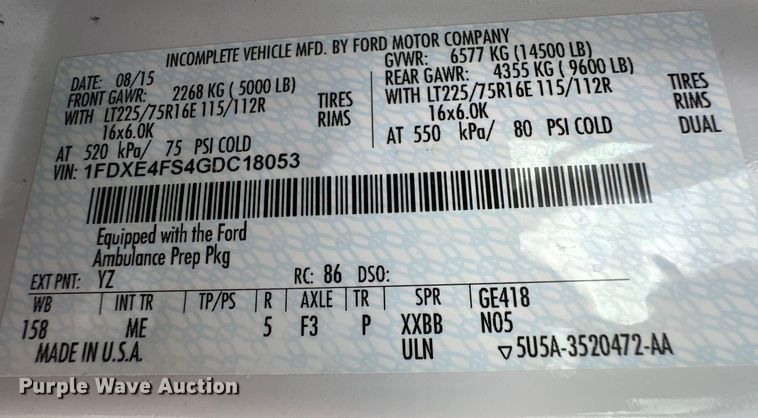 INCOMPLETE VEHICLE MFD. BY FORD MOTOR COMPANY
DATE: 08/15 GVWR: 6577 KG (14500 LB)
FRONT GAWR: 2268 KG ( 5000 LB) REAR GAWR: 4355 KG ( 9600 LB)
WITH LT225/75R16E 115/112R TIRES WITH LT225/75R16E 115/112R TIRES
16x6.0K RIMS 16x6.0K RIMS
AT 520 kPa/ 75 PSI COLD AT 550 kPa/ 80 PSI COLD DUAL
VIN: 1FDXE4FS4GDC18053
Equipped with the Ford
Ambulance Prep Pkg
EXT PNT: YZ RC: 86 DSO:
WB INT TR TP/PS R AXLE TR SPR GE418
158 ME 5 F3 P XXBB N05
MADE IN U.S.A. ULN ▽5U5A-3520472-AA
Purple Wave Auction